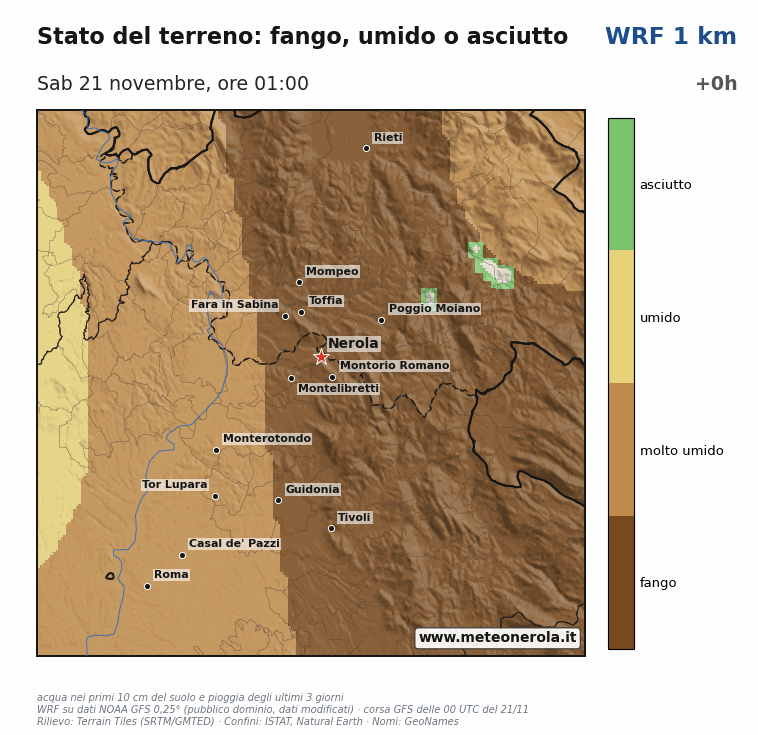 Stato del terreno: fango, umido o asciutto
WRF 1 km
Sab 21 novembre, ore 01:00
+0h
Rieti
asciutto
Mompeo
Toffia
Fara in Sabina
Poggio Moiano
umido
Nerola
Montorio Romano
Montelibretti
Monterotondo
molto umido
Tor Lupara
Guidonia
Tivoli
Casal de' Pazzi
Roma
fango
www.meteonerola.it
acqua nei primi 10 cm del suolo e pioggia degli ultimi 3 giorni
WRF su dati NOAA GFS 0,25° (pubblico dominio, dati modificati) · corsa GFS delle 00 UTC del 21/11
Rilievo: Terrain Tiles (SRTM/GMTED) · Confini: ISTAT, Natural Earth · Nomi: GeoNames